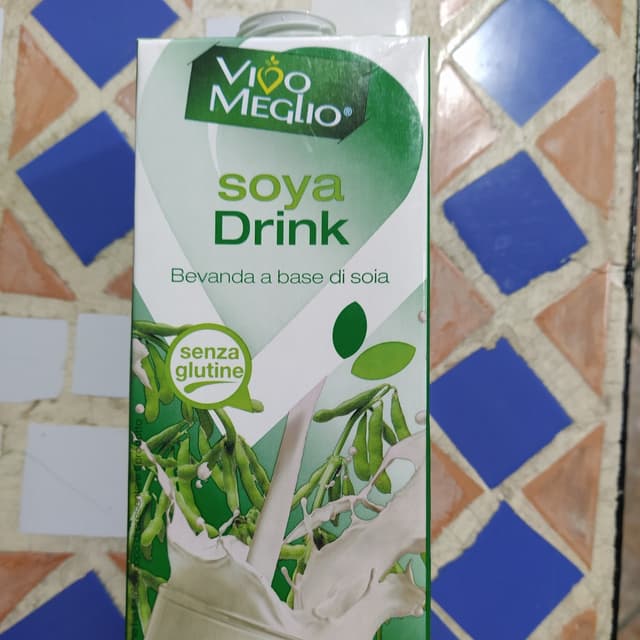 VIVO
MEGLIO®
soya
Drink
Bevanda a base di soia
senza
glutine